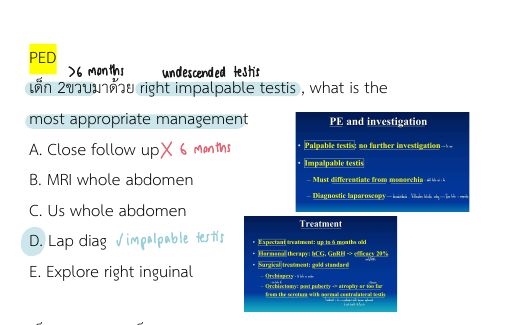 PED
>6 months undescended testis
เด็ก 2ขวบมาด้วย right impalpable testis , what is the
most appropriate management
A. Close follow up X 6 months
B. MRI whole abdomen
C. Us whole abdomen
D. Lap diag ✓impalpable testis
E. Explore right inguinal
PE and investigation
• Palpable testis: no further investigation
• Impalpable testis
– Must differentiate from monorchia
– Diagnostic laparoscopy
Treatment
• Expectant treatment: up to 6 months old
• Hormonal therapy: hCG, GnRH -> efficacy 20%
• Surgical treatment: gold standard
– Orchiopexy
– Orchiectomy: post puberty -> atrophy or too far
from the scrotum with normal contralateral testis